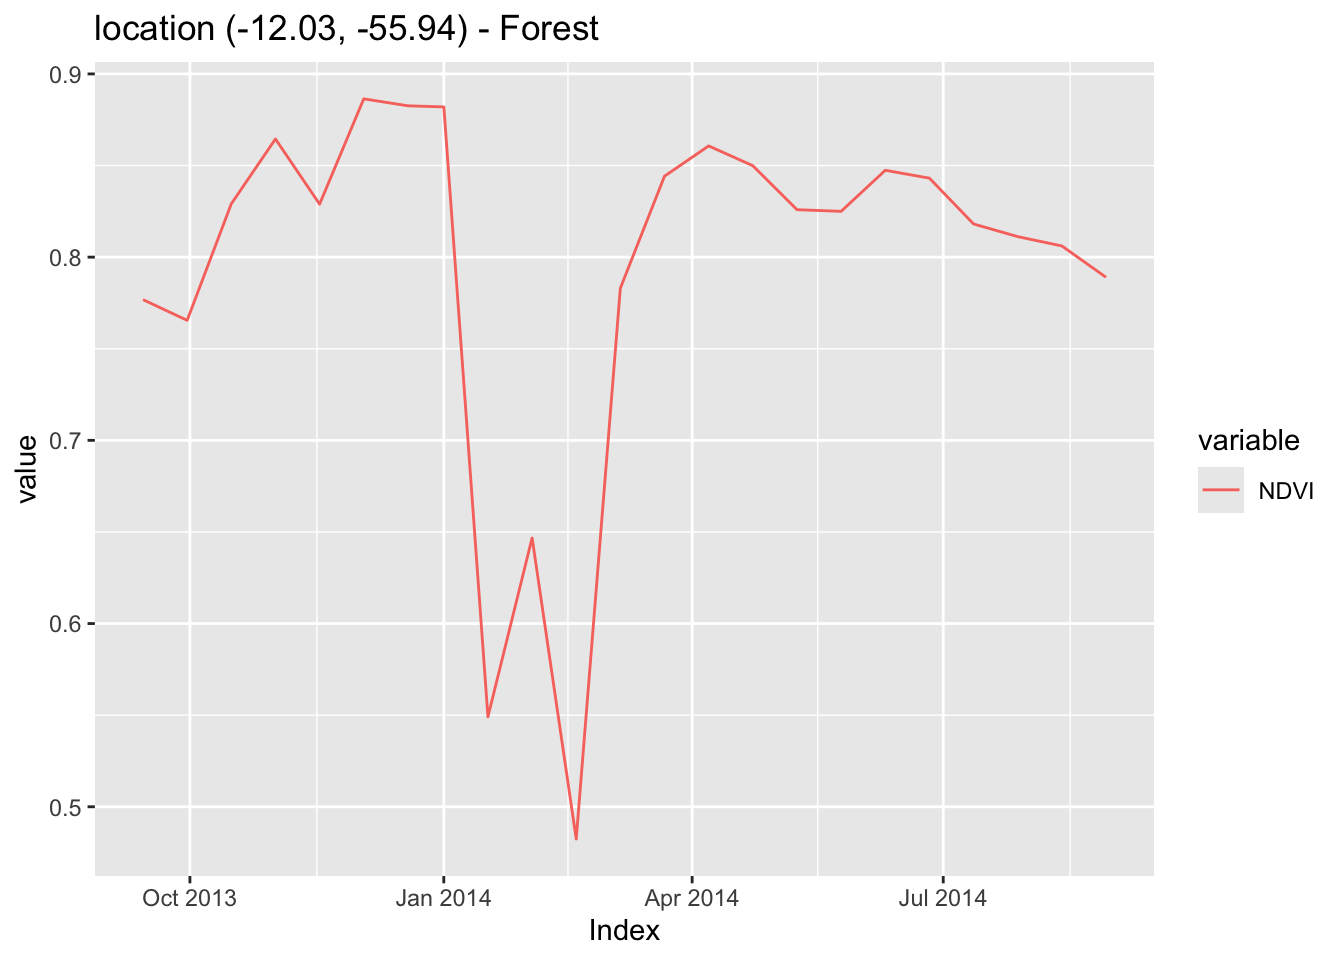 location (-12.03, -55.94) - Forest
0.9
0.8
0.7
0.6
0.5
value
Oct 2013
Jan 2014
Apr 2014
Jul 2014
Index
variable
NDVI